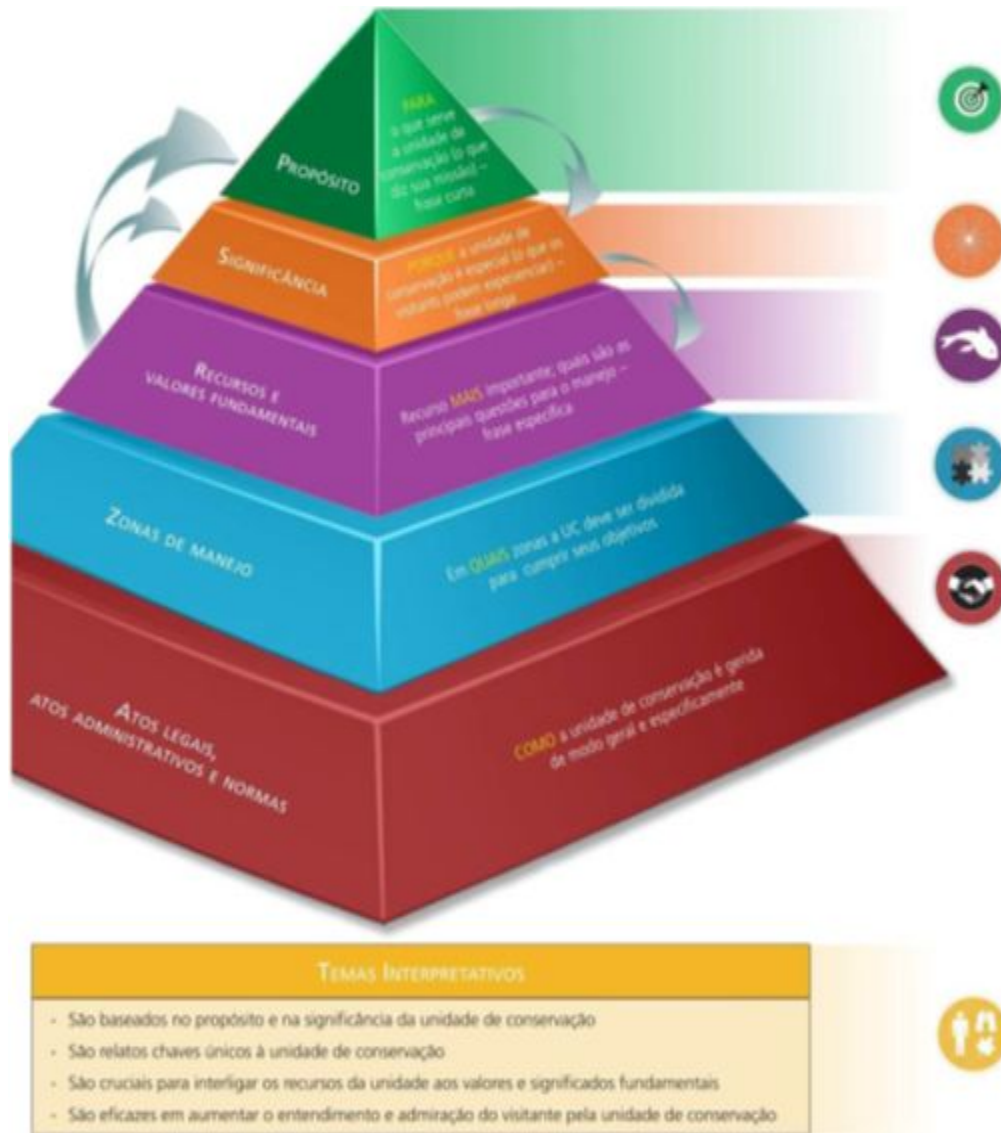 PROPÓSITO
PARA
o que serve
a unidade de
conservação (o que
diz sua missão) –
frase curta
SIGNIFICÂNCIA
PORQUE a unidade de
conservação é especial (o que os
visitants podem experienciar) –
frase longa
RECURSOS E
VALORES FUNDAMENTAIS
Recurso MAIS importante, quais são as
principais questões para o manejo –
frase específica
ZONAS DE MANEJO
Em QUAIS zonas a UC deve ser dividida
para cumprir seus objetivos
ATOS LEGAIS,
ATOS ADMINISTRATIVOS E NORMAS
COMO a unidade de conservação é gerida
de modo geral e especificamente
TEMAS INTERPRETATIVOS
- São baseados no propósito e na significância da unidade de conservação
- São relatos chaves únicos à unidade de conservação
- São cruciais para interligar os recursos da unidade aos valores e significados fundamentais
- São eficazes em aumentar o entendimento e admiração do visitante pela unidade de conservação